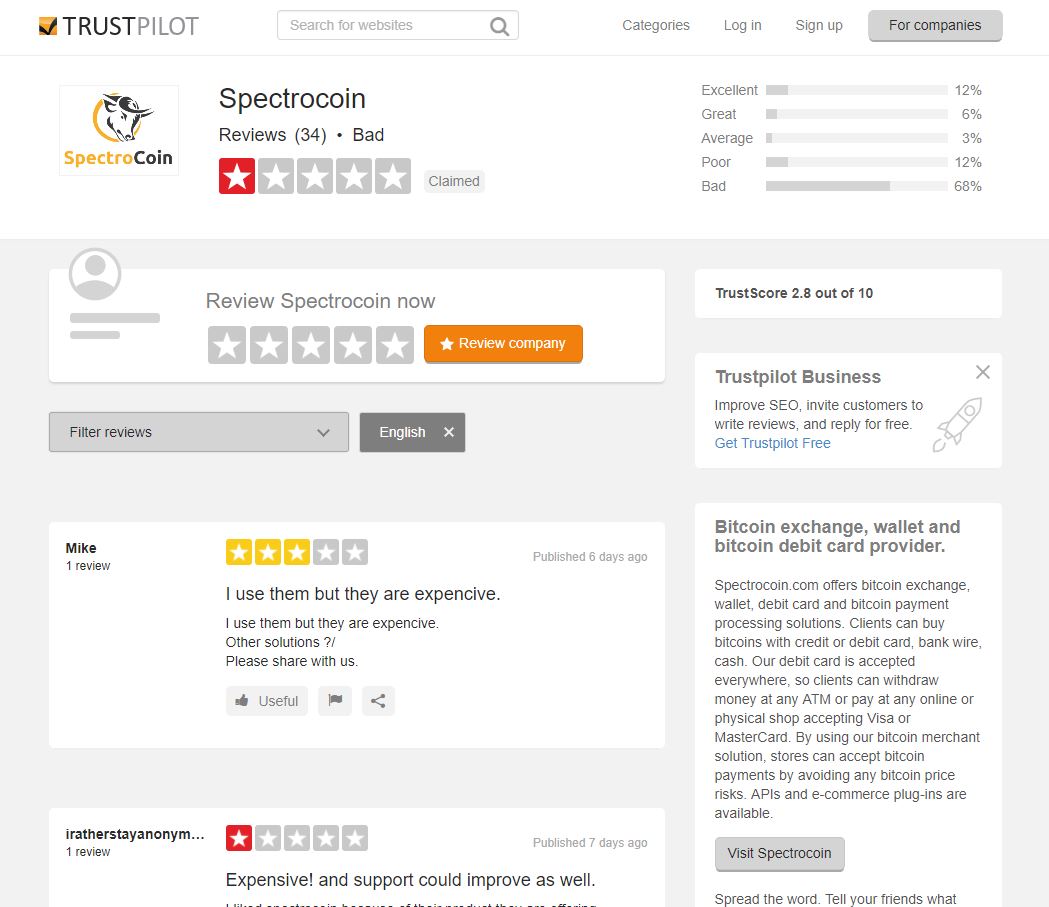 TRUSTPILOT
Search for websites
Categories
Log in
Sign up
For companies
SpectroCoin
Spectrocoin
Reviews (34) • Bad
Claimed
Excellent 12%
Great 6%
Average 3%
Poor 12%
Bad 68%
Review Spectrocoin now
Review company
Filter reviews
English ×
Mike
1 review
Published 6 days ago
I use them but they are expencive.
I use them but they are expencive.
Other solutions ?/
Please share with us.
Useful
iratherstayanonym...
1 review
Published 7 days ago
Expensive! and support could improve as well.
I liked spectrocoin because of their product they are offering
TrustScore 2.8 out of 10
Trustpilot Business
Improve SEO, invite customers to
write reviews, and reply for free.
Get Trustpilot Free
Bitcoin exchange, wallet and
bitcoin debit card provider.
Spectrocoin.com offers bitcoin exchange,
wallet, debit card and bitcoin payment
processing solutions. Clients can buy
bitcoins with credit or debit card, bank wire,
cash. Our debit card is accepted
everywhere, so clients can withdraw
money at any ATM or pay at any online or
physical shop accepting Visa or
MasterCard. By using our bitcoin merchant
solution, stores can accept bitcoin
payments by avoiding any bitcoin price
risks. APIs and e-commerce plug-ins are
available.
Visit Spectrocoin
Spread the word. Tell your friends what